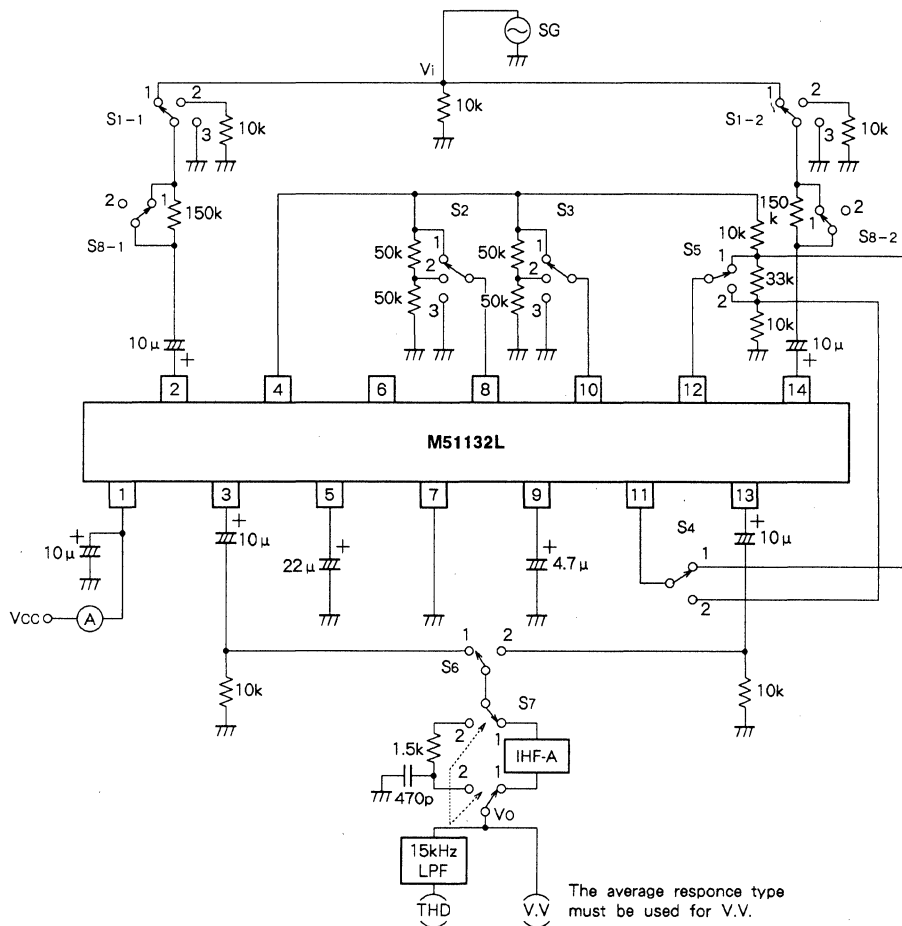 SG
Vi
1
2
S1-1
3
10k
10k
1
2
S1-2
3
10k
2
1
150k
S8-1
S2
S3
150
k
2
1
S8-2
10k
50k
1
2
50k
3
50k
1
2
50k
3
S5
1
33k
2
10k
10μ
+
10μ
+
2
4
6
8
10
12
14
M51132L
1
3
5
7
9
11
13
+
10μ
+
10μ
22μ
+
+
4.7μ
S4
1
2
+
10μ
Vcc
A
1
2
S6
10k
10k
S7
2
1
1.5k
IHF-A
2
1
470p
Vo
15kHz
LPF
THD
V.V
The average responce type
must be used for V.V.